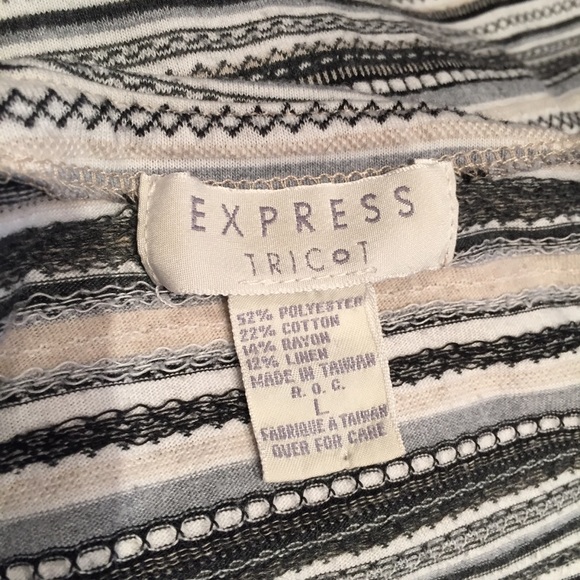 EXPRESS
TRICOT
52% POLYESTER
22% COTTON
14% RAYON
12% LINEN
MADE IN TAIWAN
R. O. C.
L
FABRIQUE À TAIWAN
OVER FOR CARE